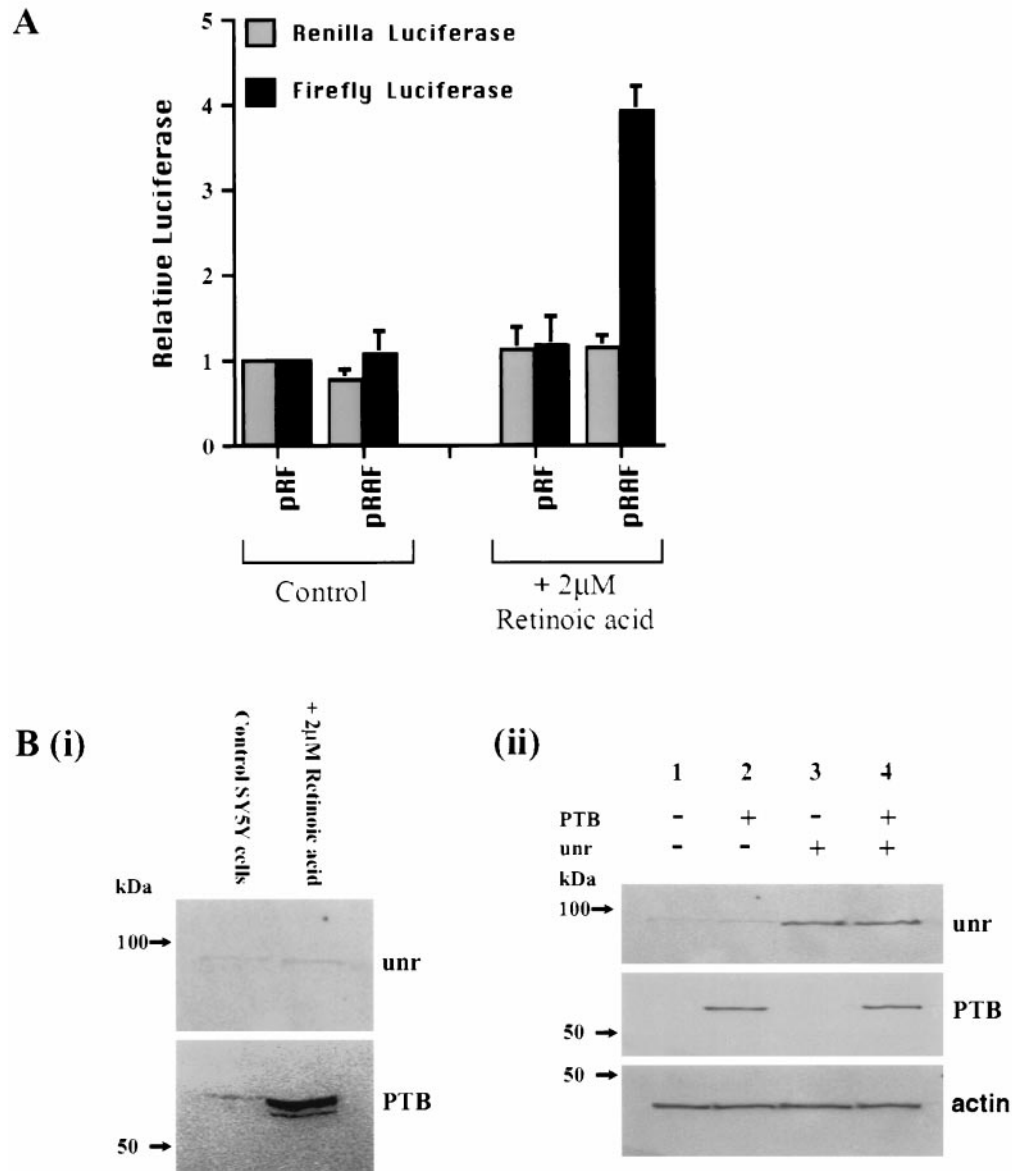 A
5
4
3
2
1
0
Relative Luciferase
Renilla Luciferase
Firefly Luciferase
pRF
pRAF
pRF
pRAF
Control
+ 2µM
Retinoic acid
B (i)
Control SY5Y cells
+ 2µM Retinoic acid
kDa
100
unr
PTB
50
(ii)
1 2 3 4
PTB - + - +
unr - - + +
kDa
100
unr
PTB
50
50
actin